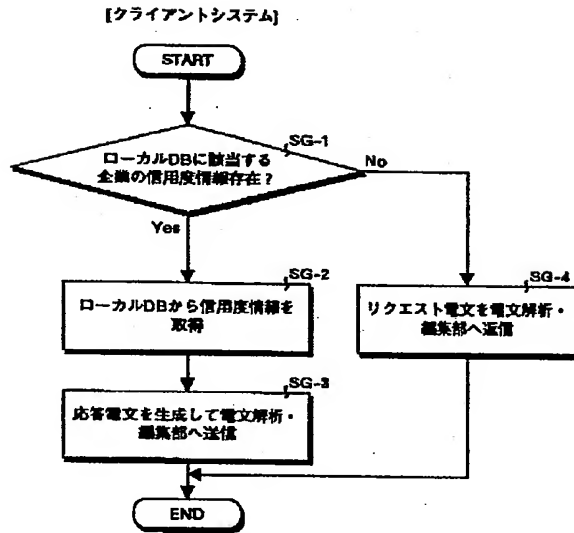 [クライアントシステム]
START
SG-1
ローカルDBに該当する
企業の信用度情報存在?
No
Yes
SG-2
ローカルDBから信用度情報を
取得
SG-4
リクエスト電文を電文解析・
編集部へ返信
SG-3
応答電文を生成して電文解析・
編集部へ送信
END